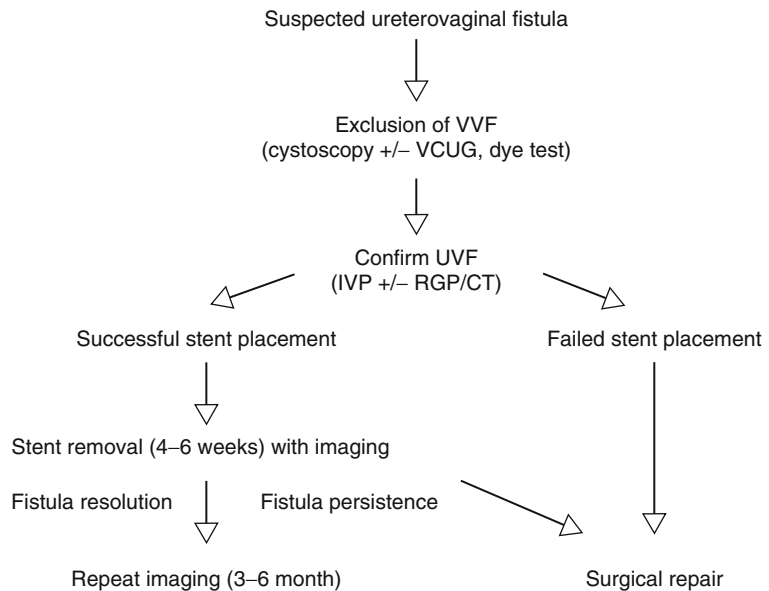 Suspected ureterovaginal fistula
Exclusion of VVF
(cystoscopy +/– VCUG, dye test)
Confirm UVF
(IVP +/– RGP/CT)
Successful stent placement
Failed stent placement
Stent removal (4–6 weeks) with imaging
Fistula resolution
Fistula persistence
Repeat imaging (3–6 month)
Surgical repair